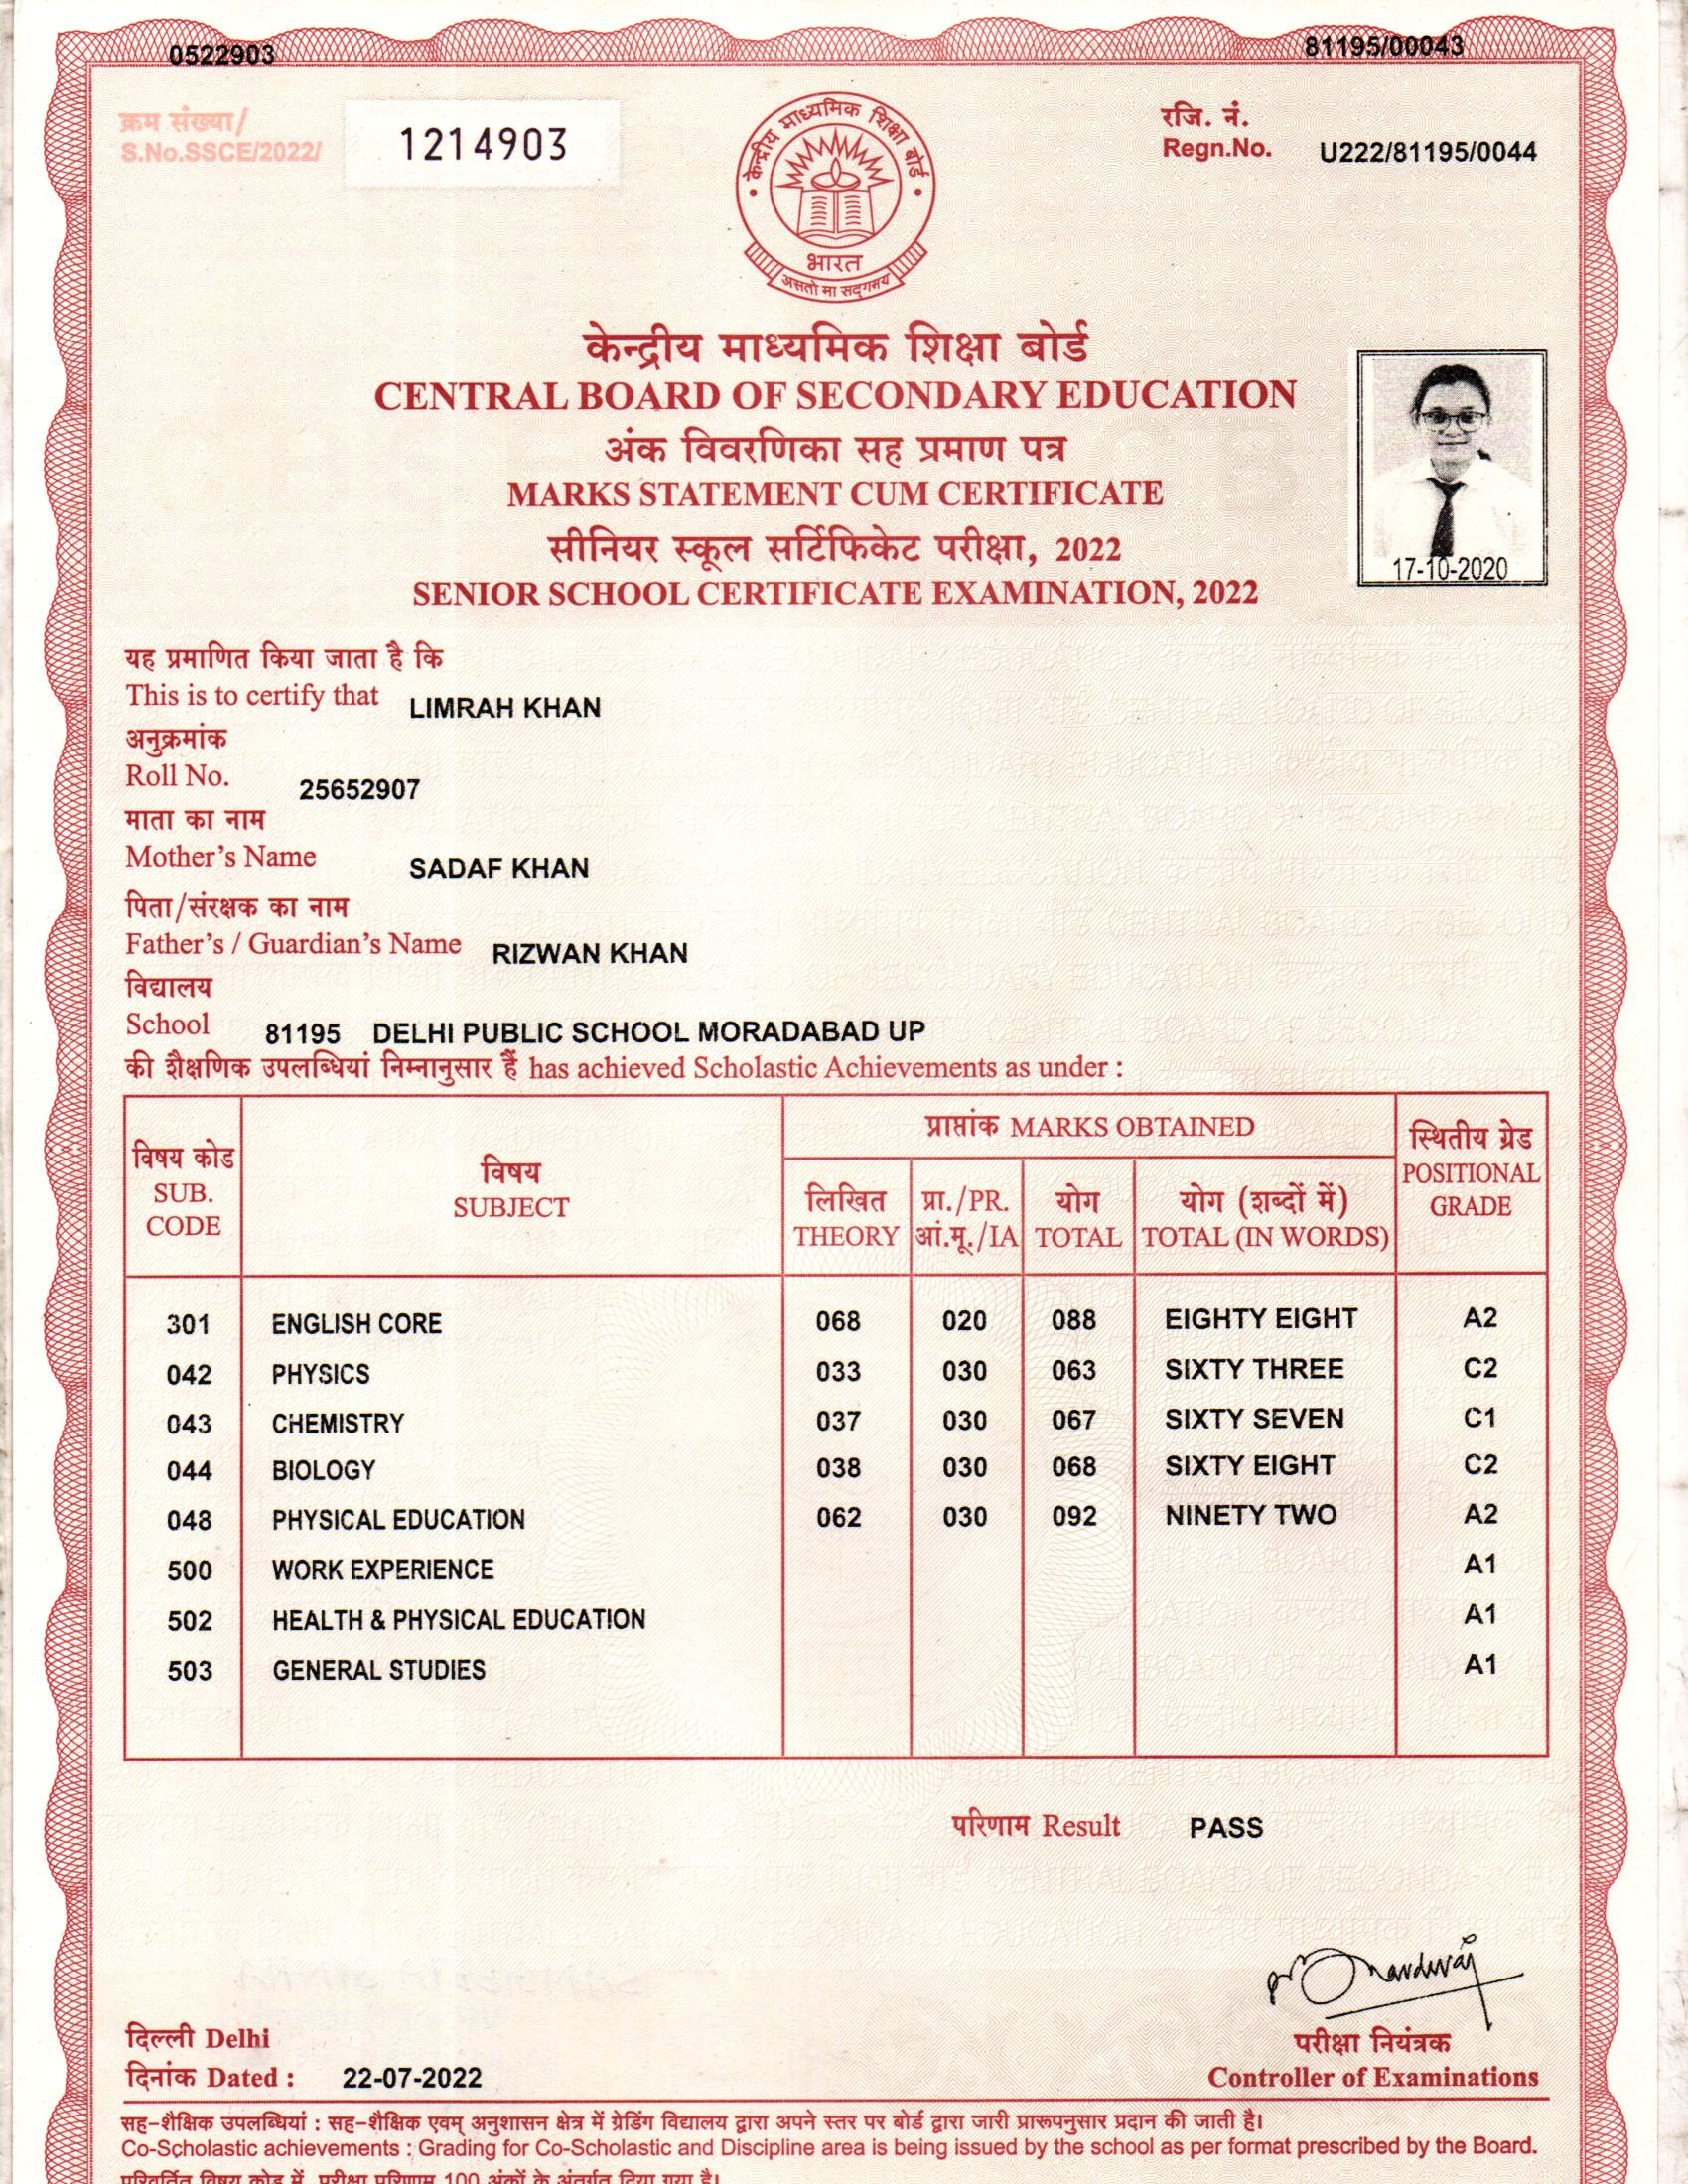 0522903
81195/00043
क्रम संख्या/
S.No.SSCE/2022/
1214903
रजि. नं.
Regn.No. U222/81195/0044
केन्द्रीय माध्यमिक शिक्षा बोर्ड
भारत
असतो मा सद्गमय
केन्द्रीय माध्यमिक शिक्षा बोर्ड
CENTRAL BOARD OF SECONDARY EDUCATION
अंक विवरणिका सह प्रमाण पत्र
MARKS STATEMENT CUM CERTIFICATE
सीनियर स्कूल सर्टिफिकेट परीक्षा, 2022
SENIOR SCHOOL CERTIFICATE EXAMINATION, 2022
17-10-2020
यह प्रमाणित किया जाता है कि
This is to certify that LIMRAH KHAN
अनुक्रमांक
Roll No. 25652907
माता का नाम
Mother's Name SADAF KHAN
पिता/संरक्षक का नाम
Father's / Guardian's Name RIZWAN KHAN
विद्यालय
School 81195 DELHI PUBLIC SCHOOL MORADABAD UP
की शैक्षणिक उपलब्धियां निम्नानुसार हैं has achieved Scholastic Achievements as under :
विषय कोड
SUB.
CODE
विषय
SUBJECT
प्राप्तांक MARKS OBTAINED
लिखित
THEORY
प्रा./PR.
आं.मू./IA
योग
TOTAL
योग (शब्दों में)
TOTAL (IN WORDS)
स्थितीय ग्रेड
POSITIONAL
GRADE
301 ENGLISH CORE 068 020 088 EIGHTY EIGHT A2
042 PHYSICS 033 030 063 SIXTY THREE C2
043 CHEMISTRY 037 030 067 SIXTY SEVEN C1
044 BIOLOGY 038 030 068 SIXTY EIGHT C2
048 PHYSICAL EDUCATION 062 030 092 NINETY TWO A2
500 WORK EXPERIENCE A1
502 HEALTH & PHYSICAL EDUCATION A1
503 GENERAL STUDIES A1
परिणाम Result PASS
दिल्ली Delhi
दिनांक Dated : 22-07-2022
परीक्षा नियंत्रक
Controller of Examinations
सह-शैक्षिक उपलब्धियां : सह-शैक्षिक एवम् अनुशासन क्षेत्र में ग्रेडिंग विद्यालय द्वारा अपने स्तर पर बोर्ड द्वारा जारी प्रारूपनुसार प्रदान की जाती है।
Co-Scholastic achievements : Grading for Co-Scholastic and Discipline area is being issued by the school as per format prescribed by the Board.
परिवर्तित विषय कोड में, परीक्षा परिणाम 100 अंकों के अंतर्गत दिया गया है।